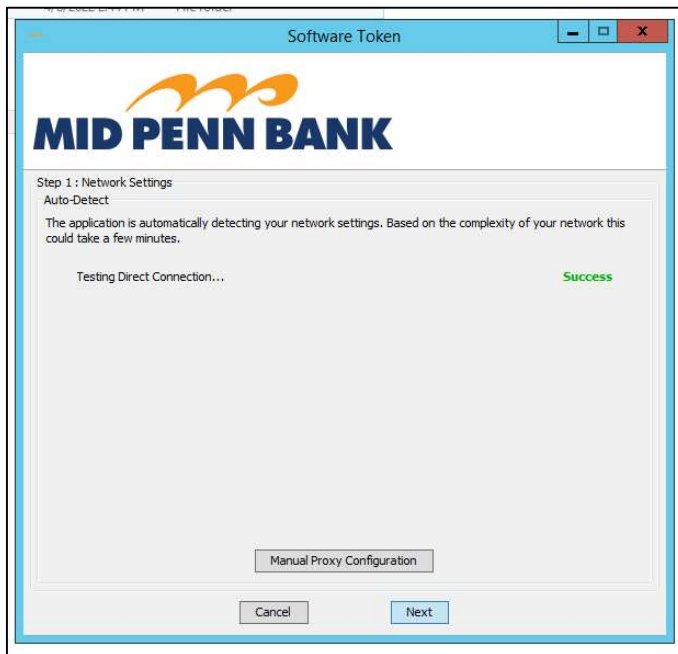 Software Token
MID PENN BANK
Step 1 : Network Settings
Auto-Detect
The application is automatically detecting your network settings. Based on the complexity of your network this
could take a few minutes.
Testing Direct Connection... Success
Manual Proxy Configuration
Cancel Next